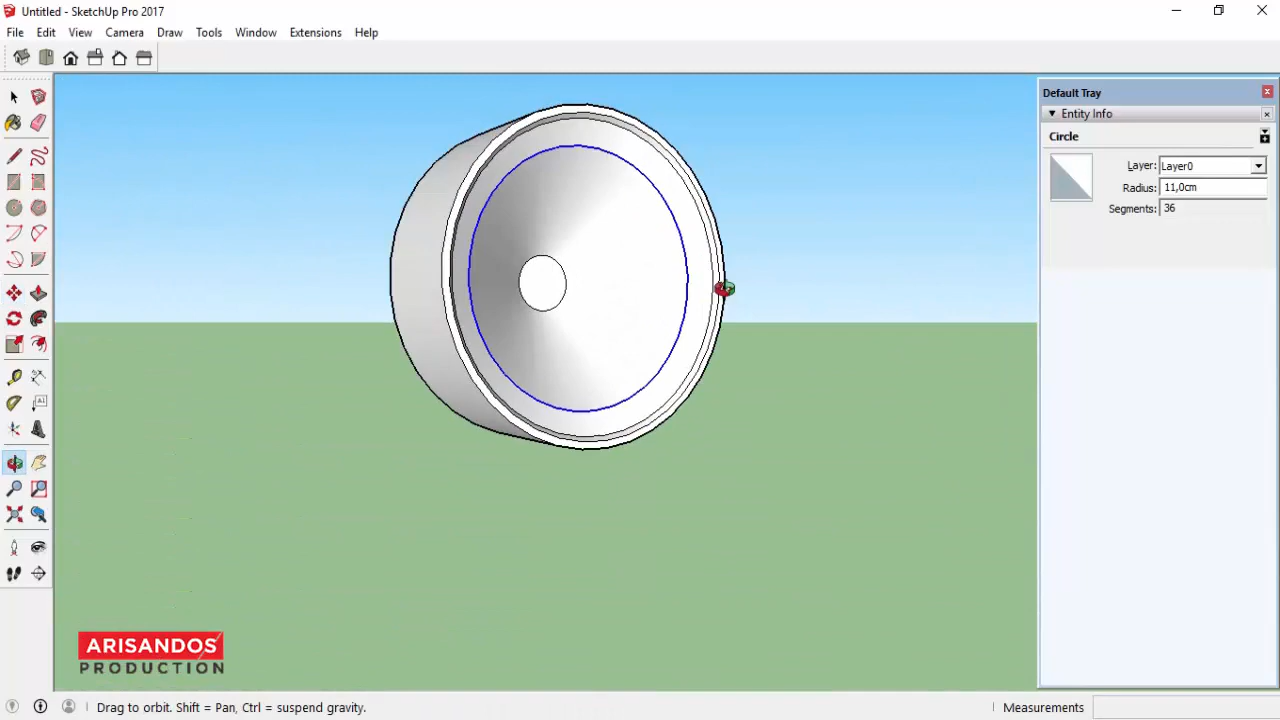 Untitled - SketchUp Pro 2017
File Edit View Camera Draw Tools Window Extensions Help
Default Tray
Entity Info
Circle
Layer: Layer0
Radius: 11,0cm
Segments: 36
A1
ARISANDOS
PRODUCTION
Drag to orbit. Shift = Pan, Ctrl = suspend gravity.
Measurements